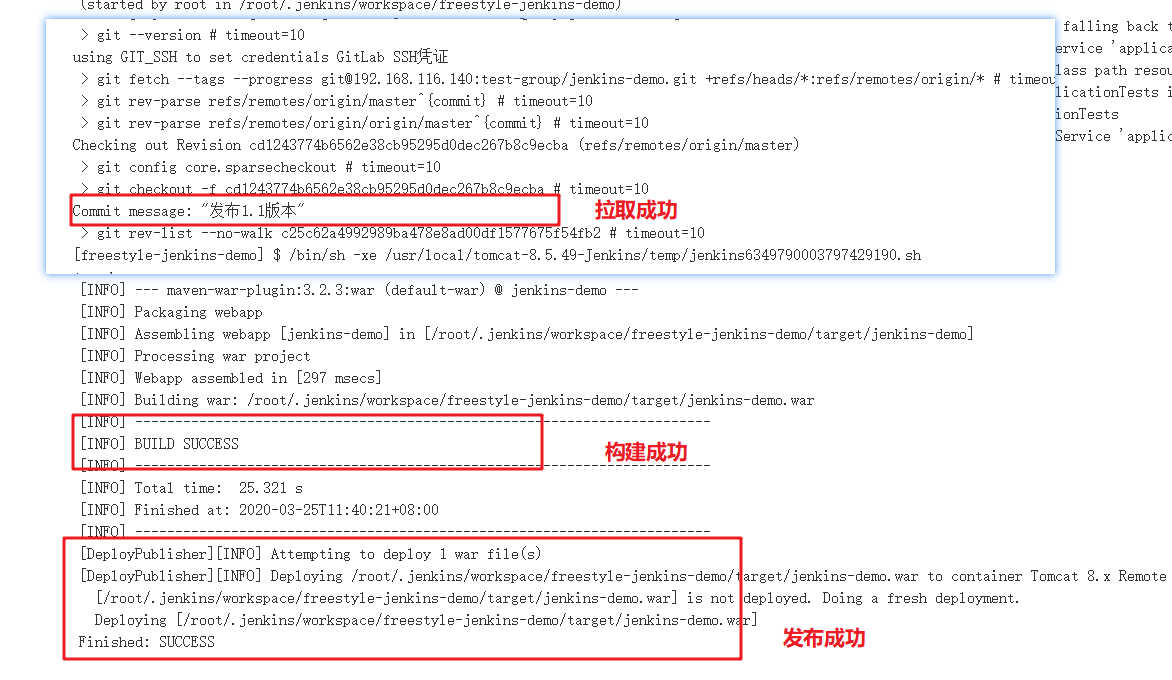 (started by root in /root/.jenkins/workspace/freestyle-jenkins-demo)
> git --version # timeout=10
using GIT_SSH to set credentials GitLab SSH凭证
> git fetch --tags --progress git@192.168.116.140:test-group/jenkins-demo.git +refs/heads/*:refs/remotes/origin/* # timeou
> git rev-parse refs/remotes/origin/master^{commit} # timeout=10
> git rev-parse refs/remotes/origin/origin/master^{commit} # timeout=10
Checking out Revision cd1243774b6562e38cb95295d0dec267b8c9ecba (refs/remotes/origin/master)
> git config core.sparsecheckout # timeout=10
> git checkout -f cd1243774b6562e38cb95295d0dec267b8c9ecba # timeout=10
Commit message: "发布1.1版本"
拉取成功
> git rev-list --no-walk c25c62a4992989ba478e8ad00df1577675f54fb2 # timeout=10
[freestyle-jenkins-demo] $ /bin/sh -xe /usr/local/tomcat-8.5.49-Jenkins/temp/jenkins6349790003797429190.sh
falling back t
ervice 'applica
lass path resou
licationTests i
ionTests
Service 'applic
[INFO] --- maven-war-plugin:3.2.3:war (default-war) @ jenkins-demo ---
[INFO] Packaging webapp
[INFO] Assembling webapp [jenkins-demo] in [/root/.jenkins/workspace/freestyle-jenkins-demo/target/jenkins-demo]
[INFO] Processing war project
[INFO] Webapp assembled in [297 msecs]
[INFO] Building war: /root/.jenkins/workspace/freestyle-jenkins-demo/target/jenkins-demo.war
[INFO] ------------------------------------------------------------------------
[INFO] BUILD SUCCESS
构建成功
[INFO] ------------------------------------------------------------------------
[INFO] Total time:  25.321 s
[INFO] Finished at: 2020-03-25T11:40:21+08:00
[INFO] ------------------------------------------------------------------------
[DeployPublisher][INFO] Attempting to deploy 1 war file(s)
[DeployPublisher][INFO] Deploying /root/.jenkins/workspace/freestyle-jenkins-demo/target/jenkins-demo.war to container Tomcat 8.x Remote
[/root/.jenkins/workspace/freestyle-jenkins-demo/target/jenkins-demo.war] is not deployed. Doing a fresh deployment.
Deploying [/root/.jenkins/workspace/freestyle-jenkins-demo/target/jenkins-demo.war]
Finished: SUCCESS
发布成功